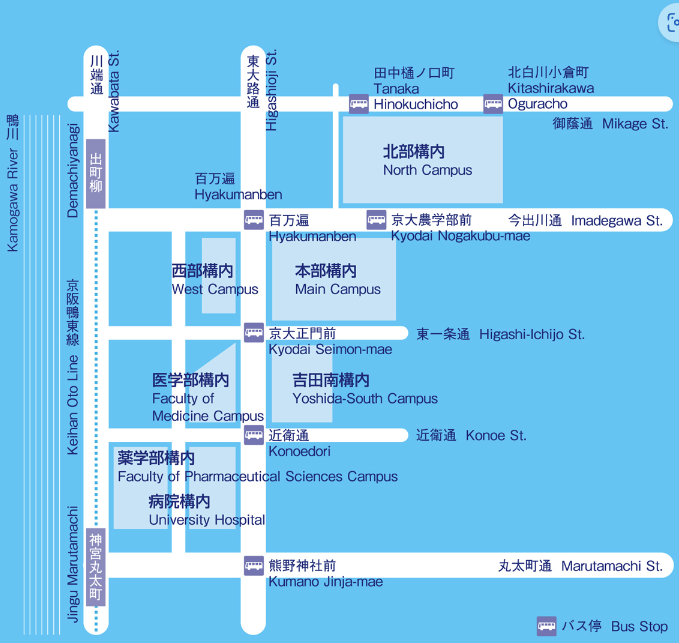 川端通
Kawabata St.
東大路通
Higashioji St.
田中樋ノ口町
Tanaka
Hinokuchicho
北白川小倉町
Kitashirakawa
Oguracho
御蔭通 Mikage St.
鴨川
Kamogawa River
Demachiyanagi
出町柳
北部構内
North Campus
百万遍
Hyakumanben
百万遍
Hyakumanben
京大農学部前
Kyodai Nogakubu-mae
今出川通 Imadegawa St.
西部構内
West Campus
本部構内
Main Campus
京阪鴨東線
Keihan Oto Line
京大正門前
Kyodai Seimon-mae
東一条通 Higashi-Ichijo St.
医学部構内
Faculty of
Medicine Campus
吉田南構内
Yoshida-South Campus
近衛通
Konoedori
近衛通 Konoe St.
薬学部構内
Faculty of Pharmaceutical Sciences Campus
病院構内
University Hospital
Jingu Marutamachi
神宮丸太町
熊野神社前
Kumano Jinja-mae
丸太町通 Marutamachi St.
バス停 Bus Stop